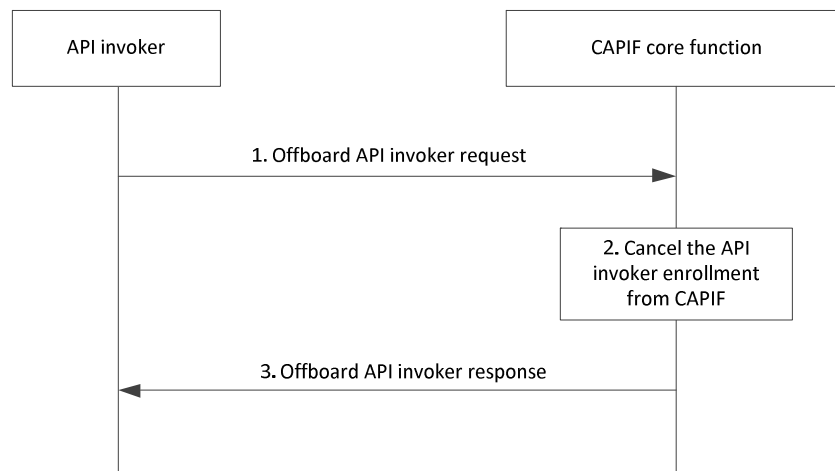 API invoker
CAPIF core function
1. Offboard API invoker request
2. Cancel the API
invoker enrollment
from CAPIF
3. Offboard API invoker response